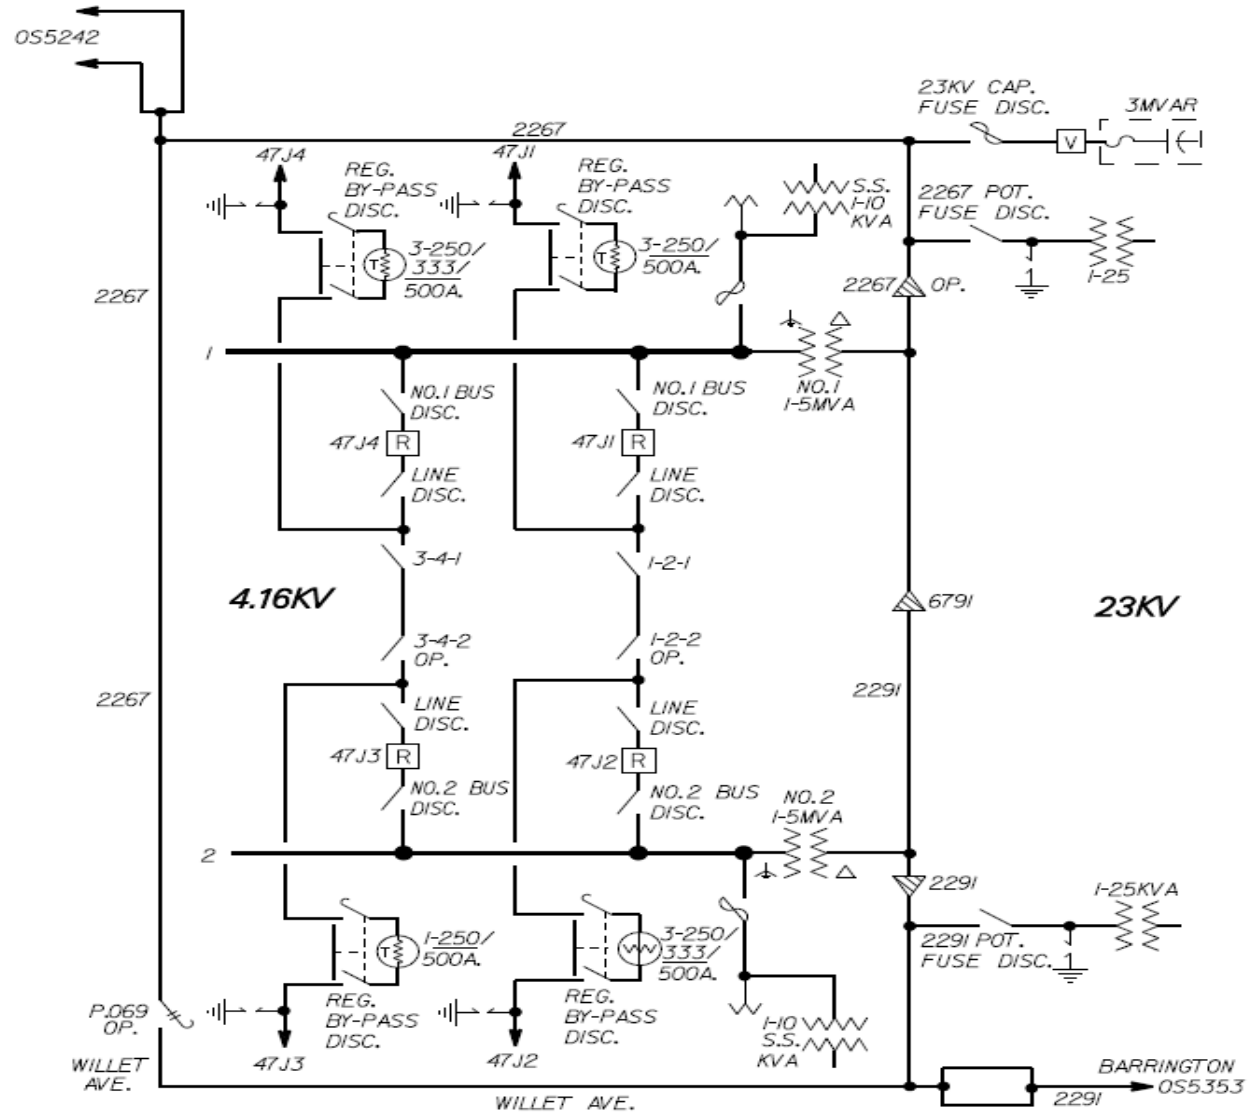 OS5242
23KV CAP.
FUSE DISC.
3MVAR
V
2267
47J4
REG.
BY-PASS
DISC.
47J1
REG.
BY-PASS
DISC.
S.S.
1-10
KVA
2267 POT.
FUSE DISC.
T
3-250/
333/
500A.
T
3-250/
500A.
1-25
2267
2267 OP.
1
NO.1
1-5MVA
NO.1 BUS
DISC.
NO.1 BUS
DISC.
47J4 R
47J1 R
LINE
DISC.
LINE
DISC.
3-4-1
1-2-1
4.16KV
6791
23KV
3-4-2
OP.
1-2-2
OP.
2267
2291
LINE
DISC.
LINE
DISC.
47J3 R
47J2 R
NO.2 BUS
DISC.
NO.2 BUS
DISC.
NO.2
1-5MVA
2
2291
1-25KVA
T
1-250/
500A.
3-250/
333/
500A.
2291 POT.
FUSE DISC.
P.069
OP.
REG.
BY-PASS
DISC.
REG.
BY-PASS
DISC.
1-10
S.S.
KVA
47J3
47J2
WILLET
AVE.
BARRINGTON
OS5353
2291
WILLET AVE.